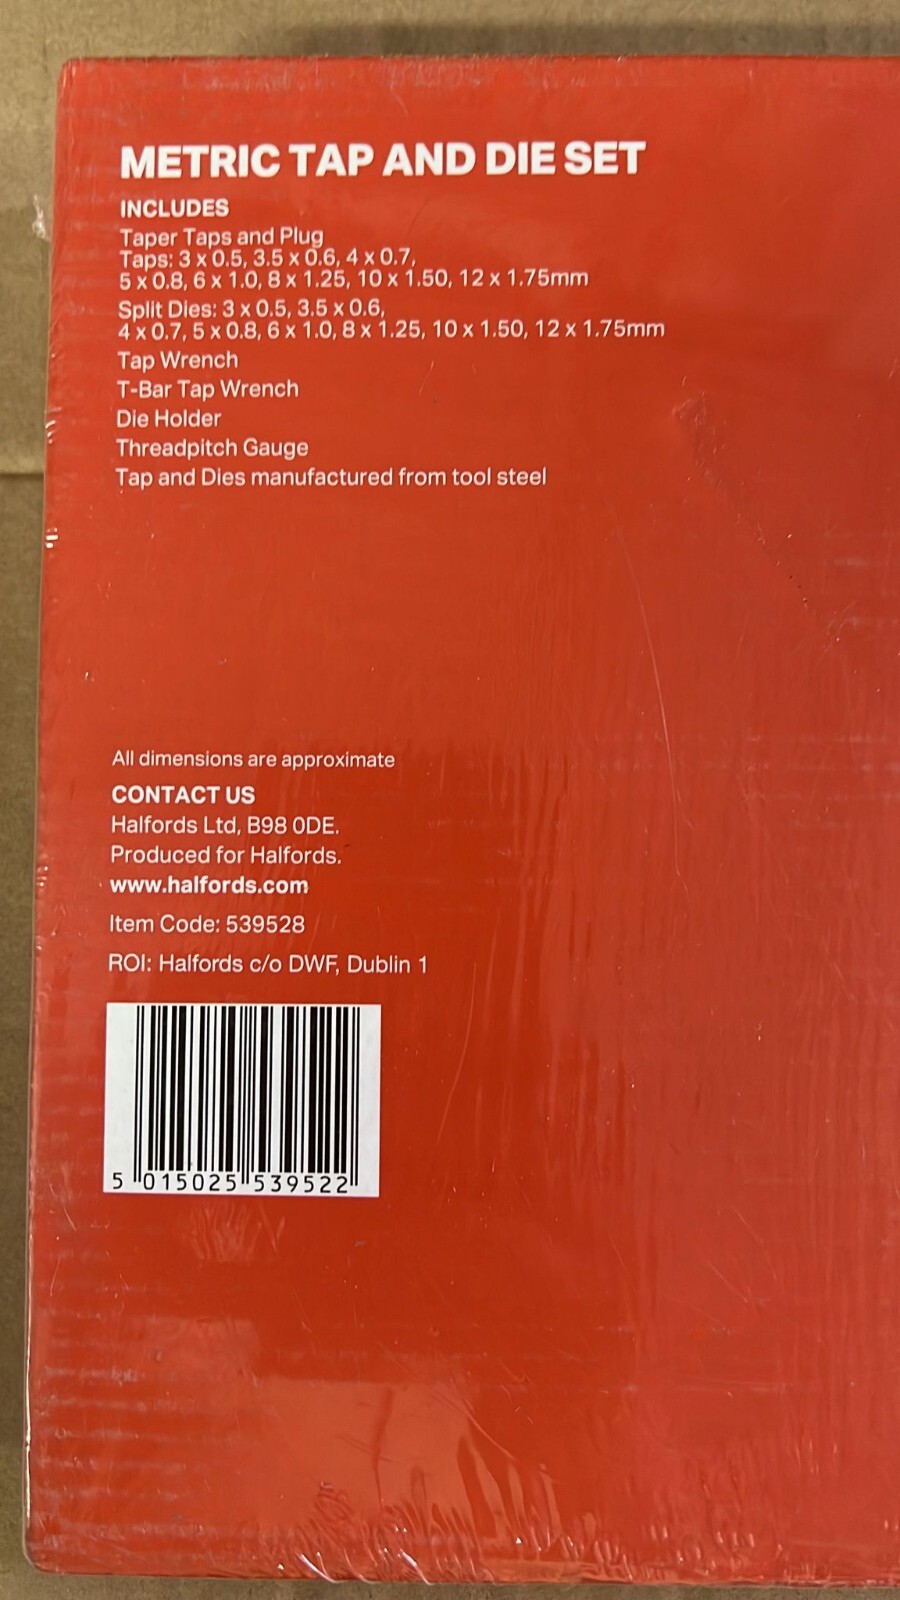 METRIC TAP AND DIE SET
INCLUDES
Taper Taps and Plug
Taps: 3 x 0.5, 3.5 x 0.6, 4 x 0.7,
5 x 0.8, 6 x 1.0, 8 x 1.25, 10 x 1.50, 12 x 1.75mm
Split Dies: 3 x 0.5, 3.5 x 0.6,
4 x 0.7, 5 x 0.8, 6 x 1.0, 8 x 1.25, 10 x 1.50, 12 x 1.75mm
Tap Wrench
T-Bar Tap Wrench
Die Holder
Threadpitch Gauge
Tap and Dies manufactured from tool steel
All dimensions are approximate
CONTACT US
Halfords Ltd, B98 0DE.
Produced for Halfords.
www.halfords.com
Item Code: 539528
ROI: Halfords c/o DWF, Dublin 1
5 015025 539522